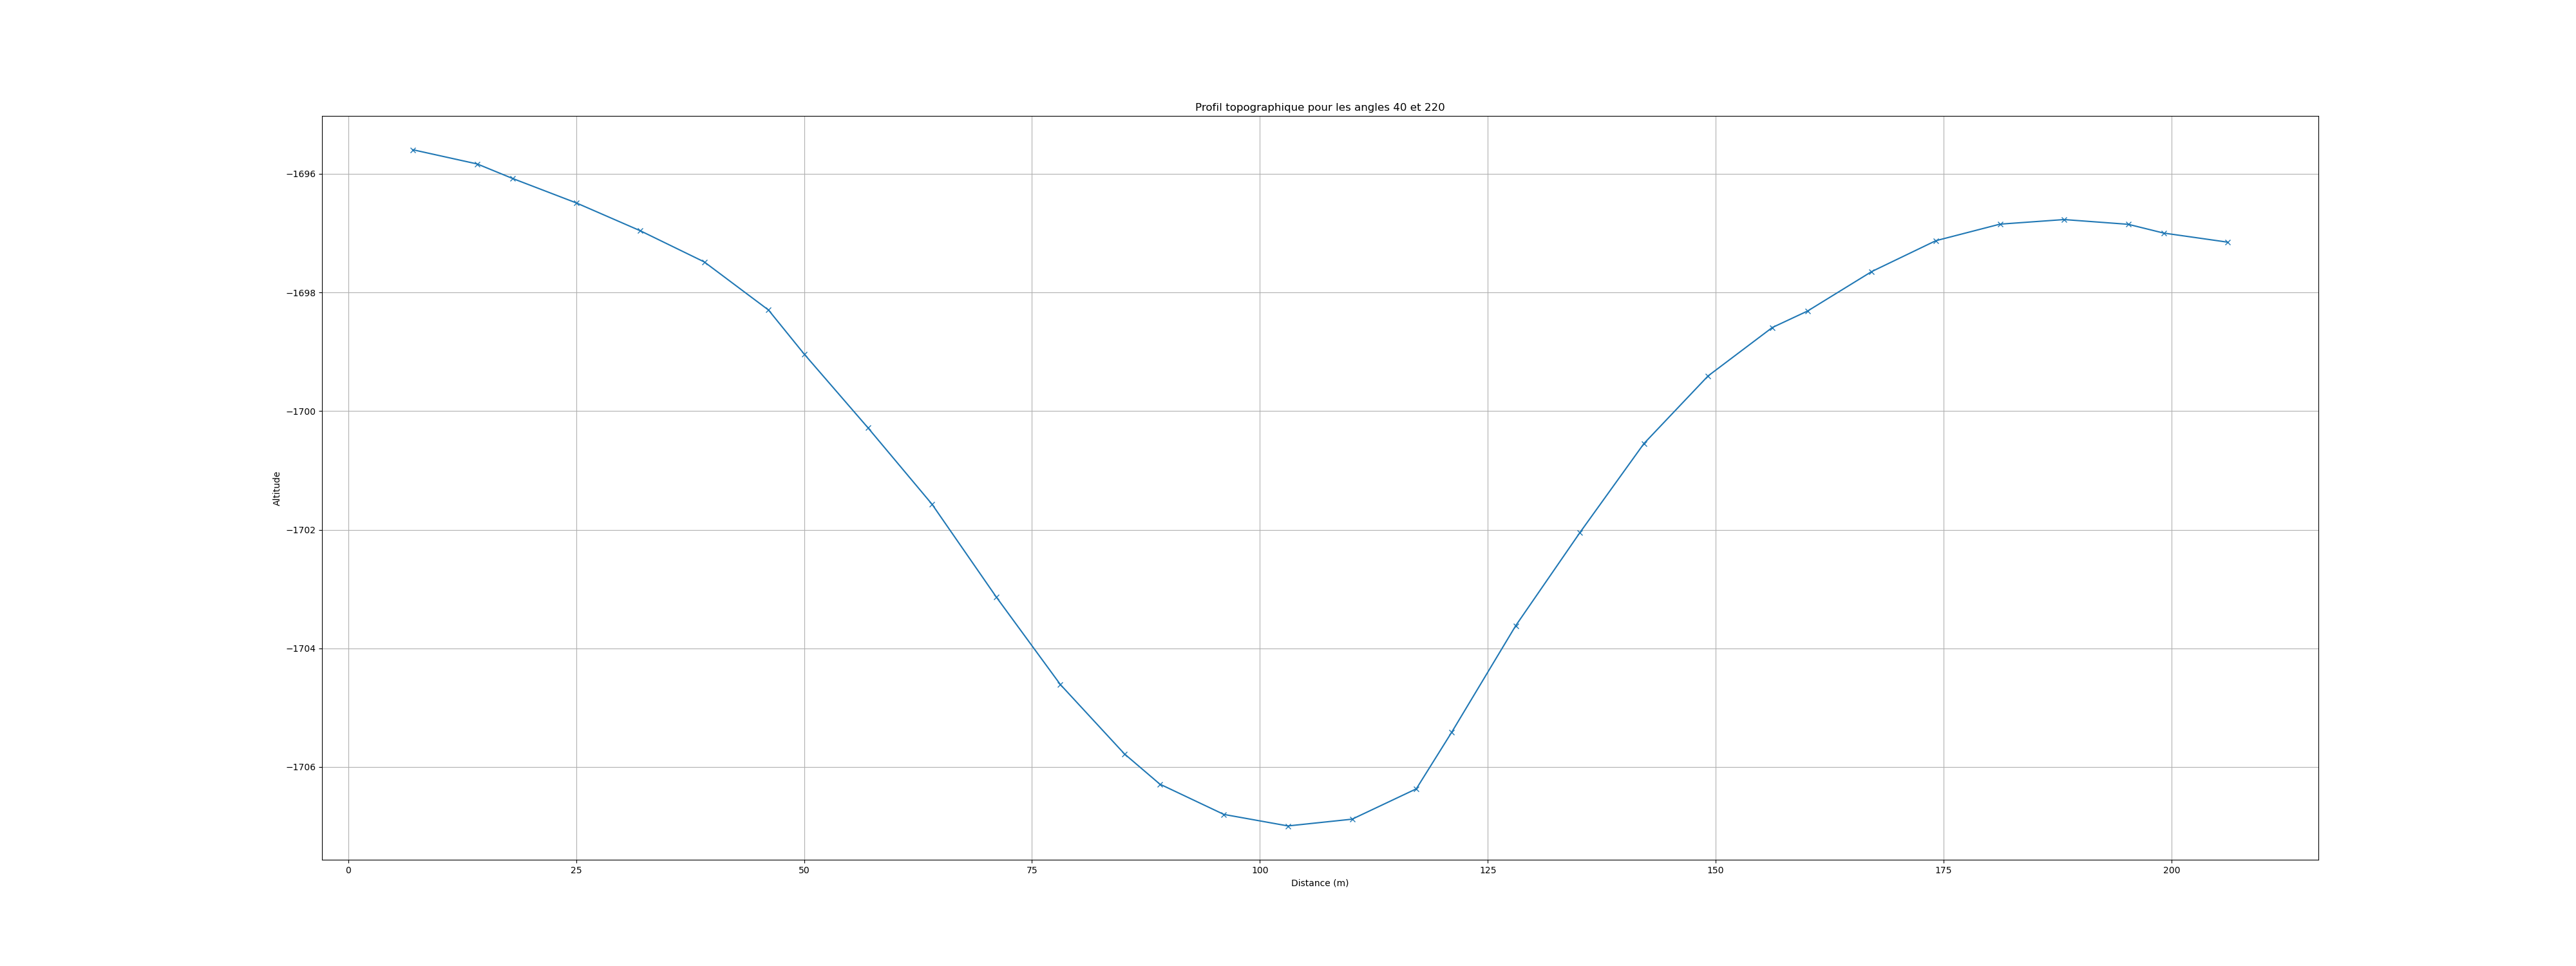 Profil topographique pour les angles 40 et 220
−1696
−1698
−1700
−1702
−1704
−1706
Altitude
0 25 50 75 100 125 150 175 200
Distance (m)